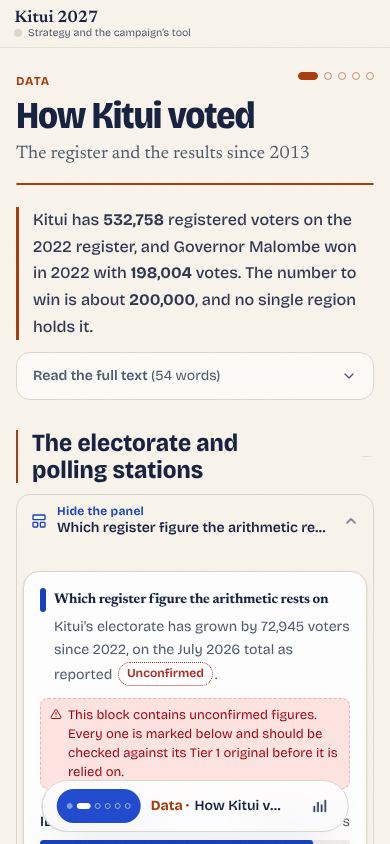 Kitui 2027
Strategy and the campaign's tool
DATA
How Kitui voted
The register and the results since 2013
Kitui has 532,758 registered voters on the
2022 register, and Governor Malombe won
in 2022 with 198,004 votes. The number to
win is about 200,000, and no single region
holds it.
Read the full text (54 words)
The electorate and
polling stations
Hide the panel
Which register figure the arithmetic re...
Which register figure the arithmetic rests on
Kitui's electorate has grown by 72,945 voters
since 2022, on the July 2026 total as
reported Unconfirmed.
This block contains unconfirmed figures.
Every one is marked below and should be
checked against its Tier 1 original before it is
relied on.
Data · How Kitui v...